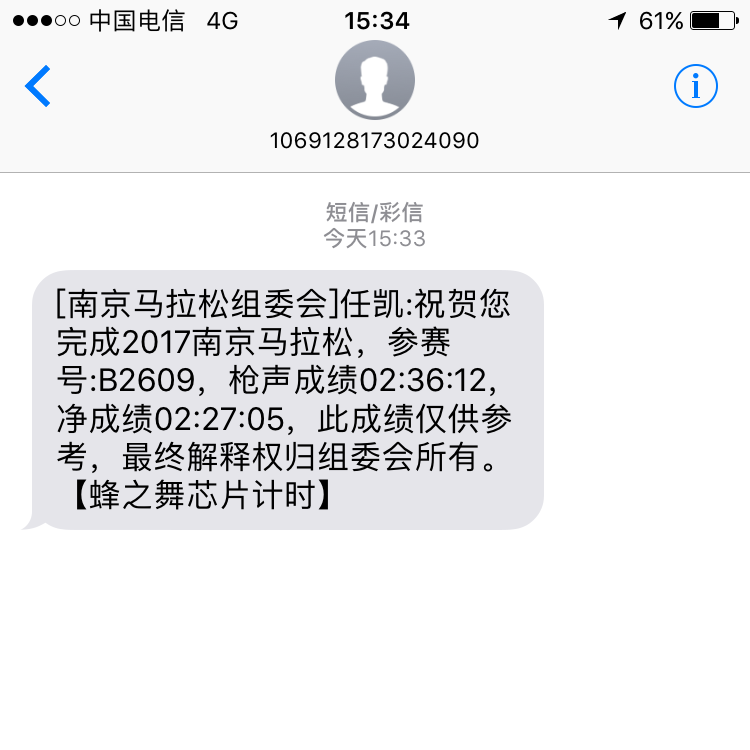 中国电信 4G 15:34 61%
1069128173024090
短信/彩信
今天15:33
[南京马拉松组委会]任凯:祝贺您
完成2017南京马拉松，参赛
号:B2609，枪声成绩02:36:12，
净成绩02:27:05，此成绩仅供参
考，最终解释权归组委会所有。
【蜂之舞芯片计时】